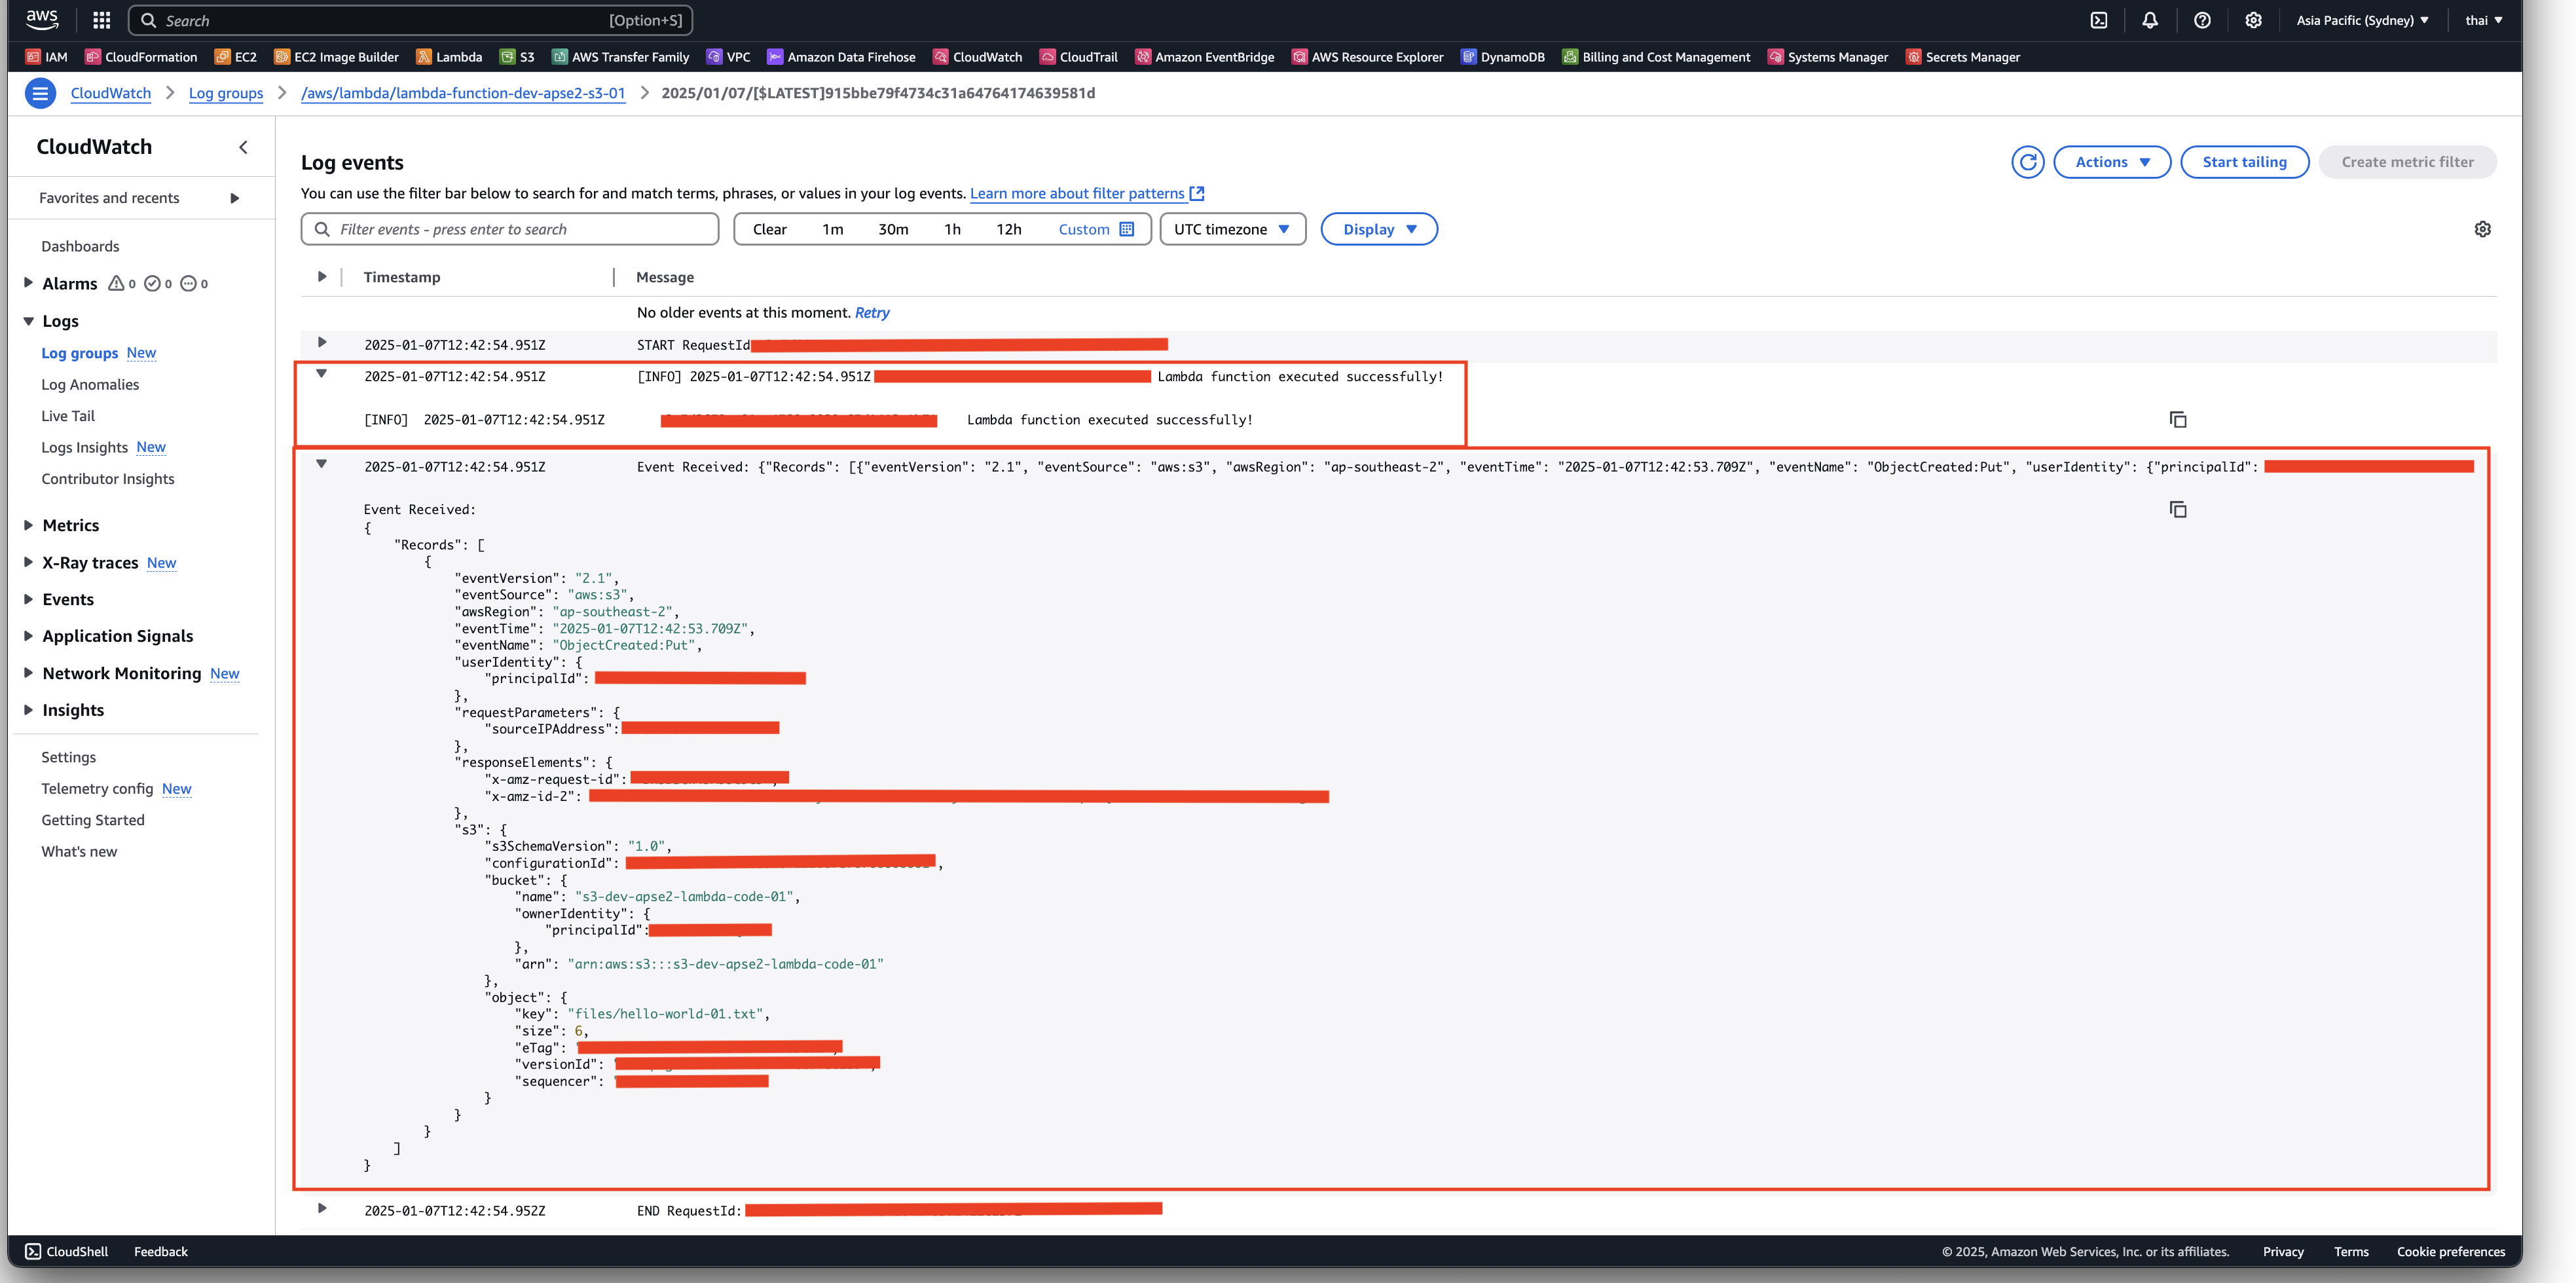 aws Search [Option+S] Asia Pacific (Sydney) thai
IAM CloudFormation EC2 EC2 Image Builder Lambda S3 AWS Transfer Family VPC Amazon Data Firehose CloudWatch CloudTrail Amazon EventBridge AWS Resource Explorer DynamoDB Billing and Cost Management Systems Manager Secrets Manager
CloudWatch Log groups /aws/lambda/lambda-function-dev-apse2-s3-01 2025/01/07/[$LATEST]915bbe79f4734c31a64764174639581d
CloudWatch
Favorites and recents
Dashboards
Alarms 0 0 0
Logs
Log groups New
Log Anomalies
Live Tail
Logs Insights New
Contributor Insights
Metrics
X-Ray traces New
Events
Application Signals
Network Monitoring New
Insights
Settings
Telemetry config New
Getting Started
What's new
Log events
Actions Start tailing Create metric filter
You can use the filter bar below to search for and match terms, phrases, or values in your log events. Learn more about filter patterns
Filter events - press enter to search Clear 1m 30m 1h 12h Custom UTC timezone Display
Timestamp Message
No older events at this moment. Retry
2025-01-07T12:42:54.951Z START RequestId
2025-01-07T12:42:54.951Z [INFO] 2025-01-07T12:42:54.951Z Lambda function executed successfully!
[INFO] 2025-01-07T12:42:54.951Z Lambda function executed successfully!
2025-01-07T12:42:54.951Z Event Received: {"Records": [{"eventVersion": "2.1", "eventSource": "aws:s3", "awsRegion": "ap-southeast-2", "eventTime": "2025-01-07T12:42:53.709Z", "eventName": "ObjectCreated:Put", "userIdentity": {"principalId":
Event Received:
{
"Records": [
{
"eventVersion": "2.1",
"eventSource": "aws:s3",
"awsRegion": "ap-southeast-2",
"eventTime": "2025-01-07T12:42:53.709Z",
"eventName": "ObjectCreated:Put",
"userIdentity": {
"principalId":
},
"requestParameters": {
"sourceIPAddress":
},
"responseElements": {
"x-amz-request-id":
"x-amz-id-2":
},
"s3": {
"s3SchemaVersion": "1.0",
"configurationId": ,
"bucket": {
"name": "s3-dev-apse2-lambda-code-01",
"ownerIdentity": {
"principalId":
},
"arn": "arn:aws:s3:::s3-dev-apse2-lambda-code-01"
},
"object": {
"key": "files/hello-world-01.txt",
"size": 6,
"eTag":
"versionId":
"sequencer":
}
}
}
]
}
2025-01-07T12:42:54.952Z END RequestId:
CloudShell Feedback © 2025, Amazon Web Services, Inc. or its affiliates. Privacy Terms Cookie preferences